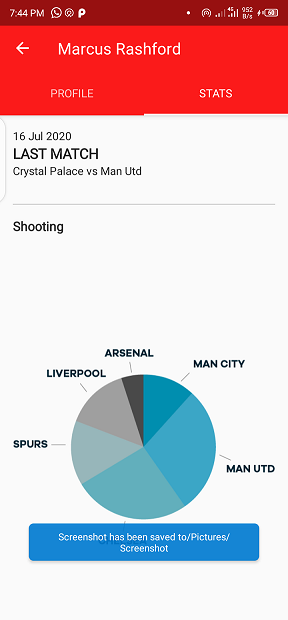 7:44 PM 952 B/s 60
Marcus Rashford
PROFILE STATS
16 Jul 2020
LAST MATCH
Crystal Palace vs Man Utd
Shooting
ARSENAL
MAN CITY
LIVERPOOL
SPURS
MAN UTD
Screenshot has been saved to/Pictures/
Screenshot